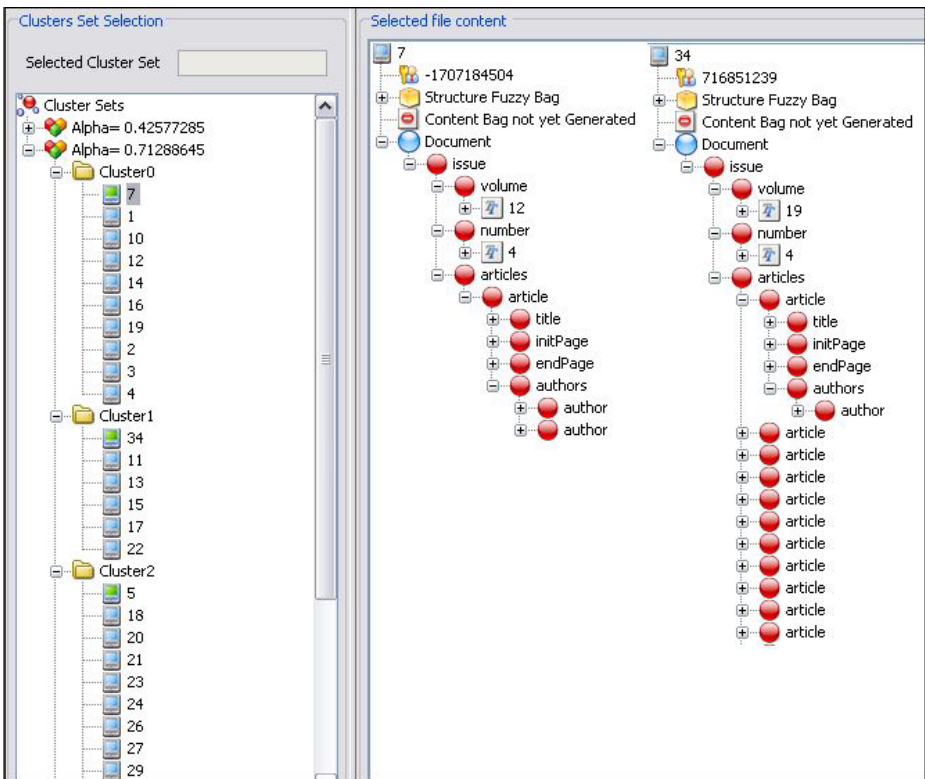 Clusters Set Selection
Selected Cluster Set
Cluster Sets
Alpha= 0.42577285
Alpha= 0.71288645
Cluster0
7
1
10
12
14
16
19
2
3
4
Cluster1
34
11
13
15
17
22
Cluster2
5
18
20
21
23
24
26
27
29
Selected file content
7
-1707184504
Structure Fuzzy Bag
Content Bag not yet Generated
Document
issue
volume
12
number
4
articles
article
title
initPage
endPage
authors
author
author
34
716851239
Structure Fuzzy Bag
Content Bag not yet Generated
Document
issue
volume
19
number
4
articles
article
title
initPage
endPage
authors
author
article
article
article
article
article
article
article
article
article
article